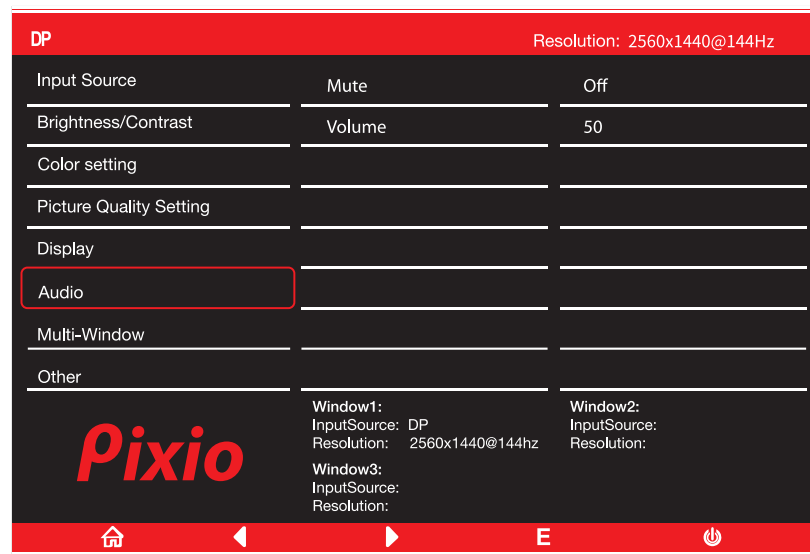 DP Resolution: 2560x1440@144Hz
Input Source Mute Off
Brightness/Contrast Volume 50
Color setting
Picture Quality Setting
Display
Audio
Multi-Window
Other
Window1: Window2:
InputSource: DP InputSource:
Resolution: 2560x1440@144hz Resolution:
Window3:
InputSource:
Resolution:
Pixio
E